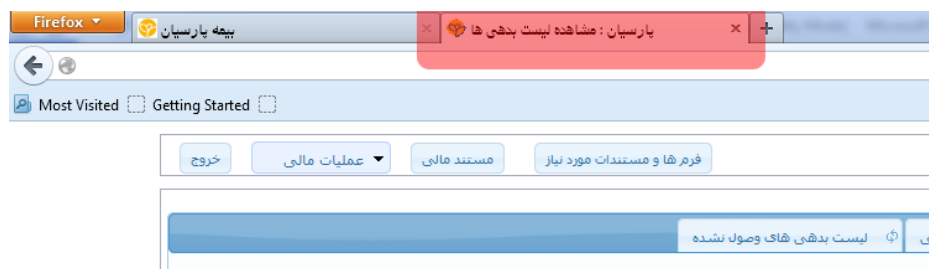 Firefox
بیمه پارسیان
پارسیان : مشاهده لیست بدهی ها
Most Visited Getting Started
فرم ها و مستندات مورد نیاز مستند مالی عملیات مالی خروج
لیست بدهی های وصول نشده